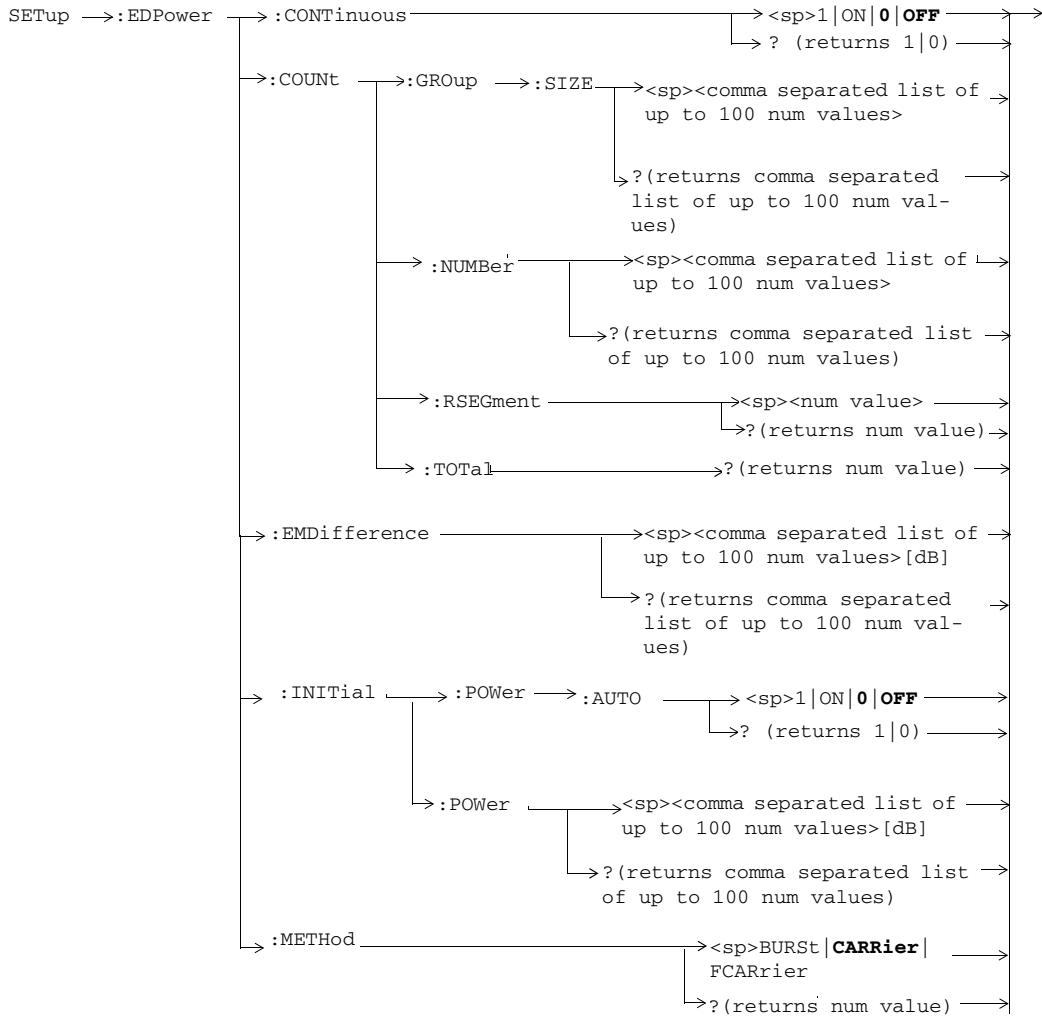 SETup :EDPower :CONTinuous <sp>1|ON|0|OFF
? (returns 1|0)
:COUNt :GROup :SIZE <sp><comma separated list of
up to 100 num values>
?(returns comma separated
list of up to 100 num val-
ues)
:NUMBer <sp><comma separated list of
up to 100 num values>
?(returns comma separated list
of up to 100 num values)
:RSEGment <sp><num value>
?(returns num value)
:TOTal ?(returns num value)
:EMDifference <sp><comma separated list of
up to 100 num values>[dB]
?(returns comma separated
list of up to 100 num val-
ues)
:INITial :POWer :AUTO <sp>1|ON|0|OFF
? (returns 1|0)
:POWer <sp><comma separated list of
up to 100 num values>[dB]
?(returns comma separated list
of up to 100 num values)
:METHod <sp>BURSt|CARRier|
FCARrier
?(returns num value)